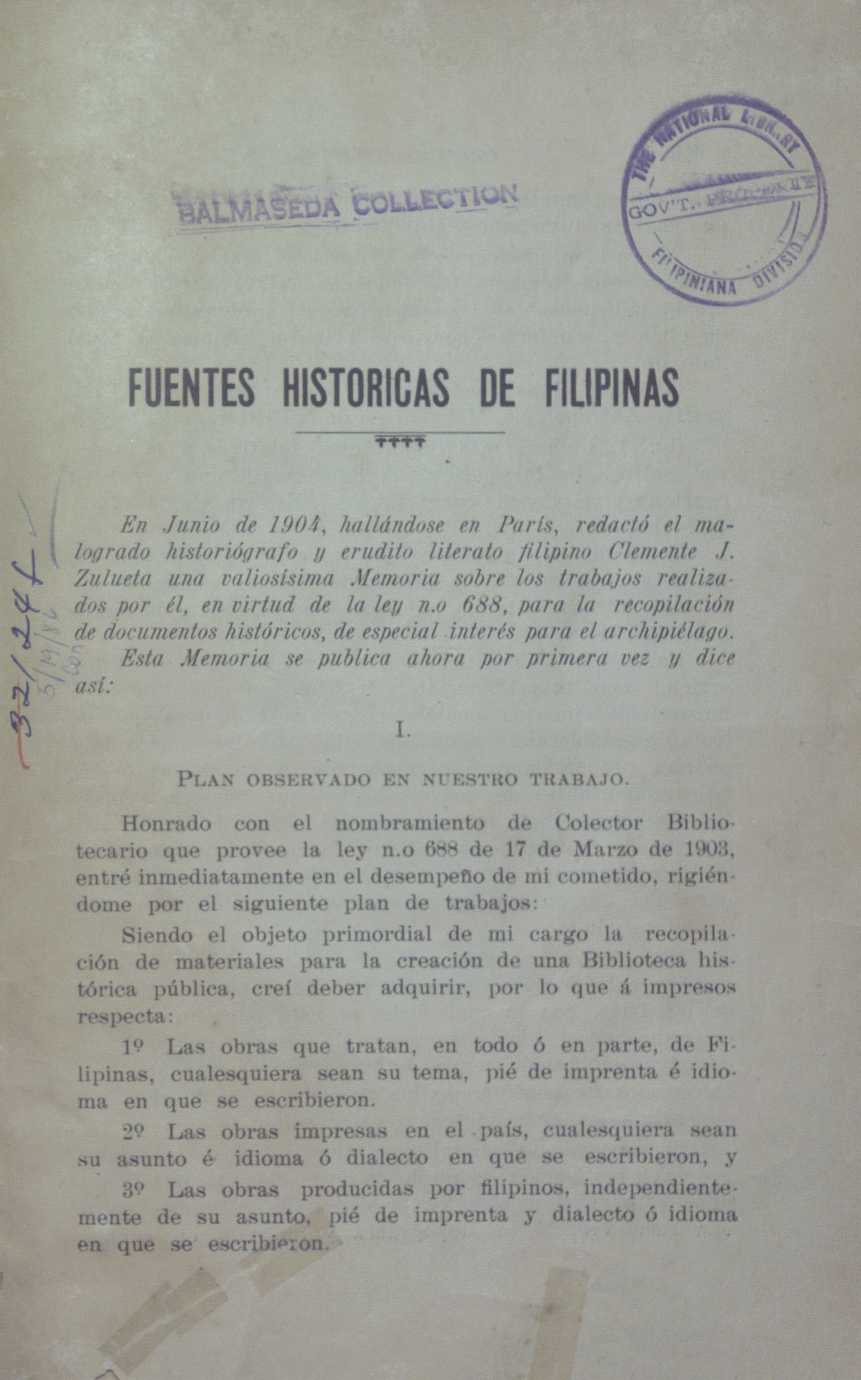 THE NATIONAL LIBRARY
GOV'T.
FILIPINIANA DIVISION
BALMASEDA COLLECTION
FUENTES HISTORICAS DE FILIPINAS
En Junio de 1904, hallándose en París, redactó el ma-
logrado historiógrafo y erudito literato filipino Clemente J.
Zulueta una valiosísima Memoria sobre los trabajos realiza-
dos por él, en virtud de la ley n.o 688, para la recopilación
de documentos históricos, de especial interés para el archipiélago.
Esta Memoria se publica ahora por primera vez y dice
así:
I.
PLAN OBSERVADO EN NUESTRO TRABAJO.
Honrado con el nombramiento de Colector Biblio-
tecario que provee la ley n.o 688 de 17 de Marzo de 1903,
entré inmediatamente en el desempeño de mi cometido, rigién-
dome por el siguiente plan de trabajos:
Siendo el objeto primordial de mi cargo la recopila-
ción de materiales para la creación de una Biblioteca his-
tórica pública, creí deber adquirir, por lo que á impresos
respecta:
1º Las obras que tratan, en todo ó en parte, de Fi-
lipinas, cualesquiera sean su tema, pié de imprenta é idio-
ma en que se escribieron.
2º Las obras impresas en el país, cualesquiera sean
su asunto é idioma ó dialecto en que se escribieron, y
3º Las obras producidas por filipinos, independiente-
mente de su asunto, pié de imprenta y dialecto ó idioma
en que se escribieron.